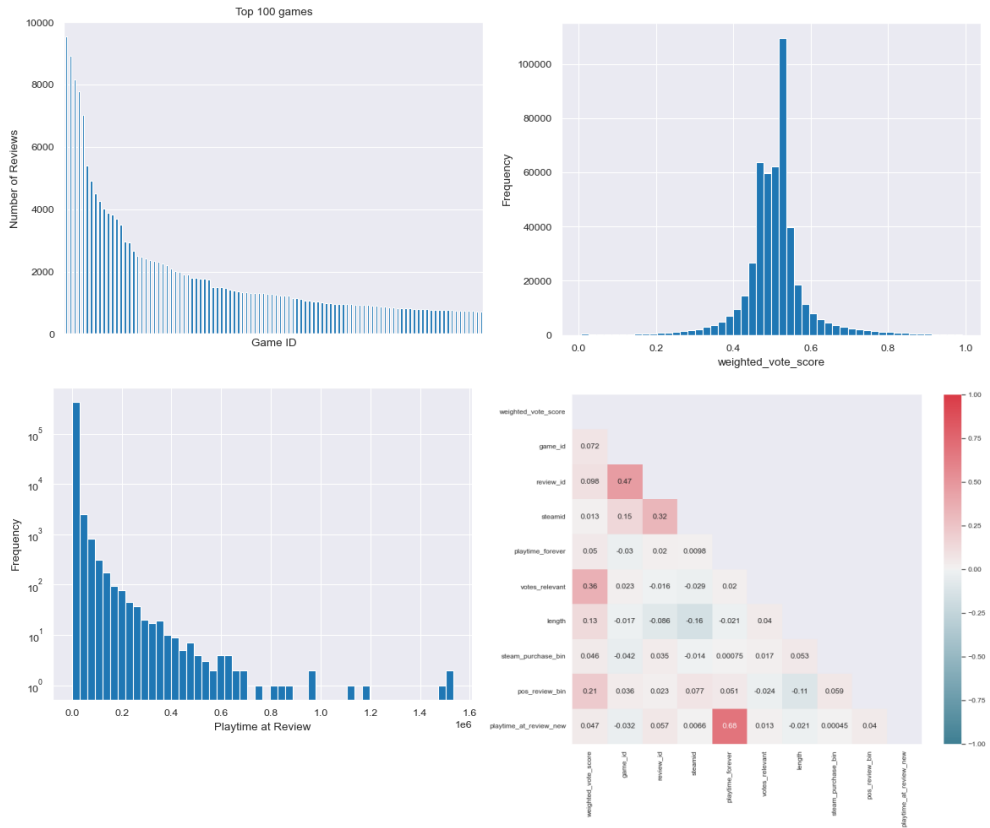 Top 100 games
10000
8000
6000
4000
2000
0
Number of Reviews
Game ID
100000
80000
60000
40000
20000
0
Frequency
0.0 0.2 0.4 0.6 0.8 1.0
weighted_vote_score
10^5
10^4
10^3
10^2
10^1
10^0
Frequency
0.0 0.2 0.4 0.6 0.8 1.0 1.2 1.4 1.6
1e6
Playtime at Review
weighted_vote_score
game_id 0.072
review_id 0.098 0.47
steamid 0.013 0.15 0.32
playtime_forever 0.05 -0.03 0.02 0.0098
votes_relevant 0.36 0.023 -0.016 -0.029 0.02
length 0.13 -0.017 -0.086 -0.16 -0.021 0.04
steam_purchase_bin 0.046 -0.042 0.035 -0.014 0.00075 0.017 0.053
pos_review_bin 0.21 0.036 0.023 0.077 0.051 -0.024 -0.11 0.059
playtime_at_review_new 0.047 -0.032 0.057 0.0066 0.68 0.013 -0.021 0.00045 0.04
weighted_vote_score
game_id
review_id
steamid
playtime_forever
votes_relevant
length
steam_purchase_bin
pos_review_bin
playtime_at_review_new
1.00
0.75
0.50
0.25
0.00
-0.25
-0.50
-0.75
-1.00